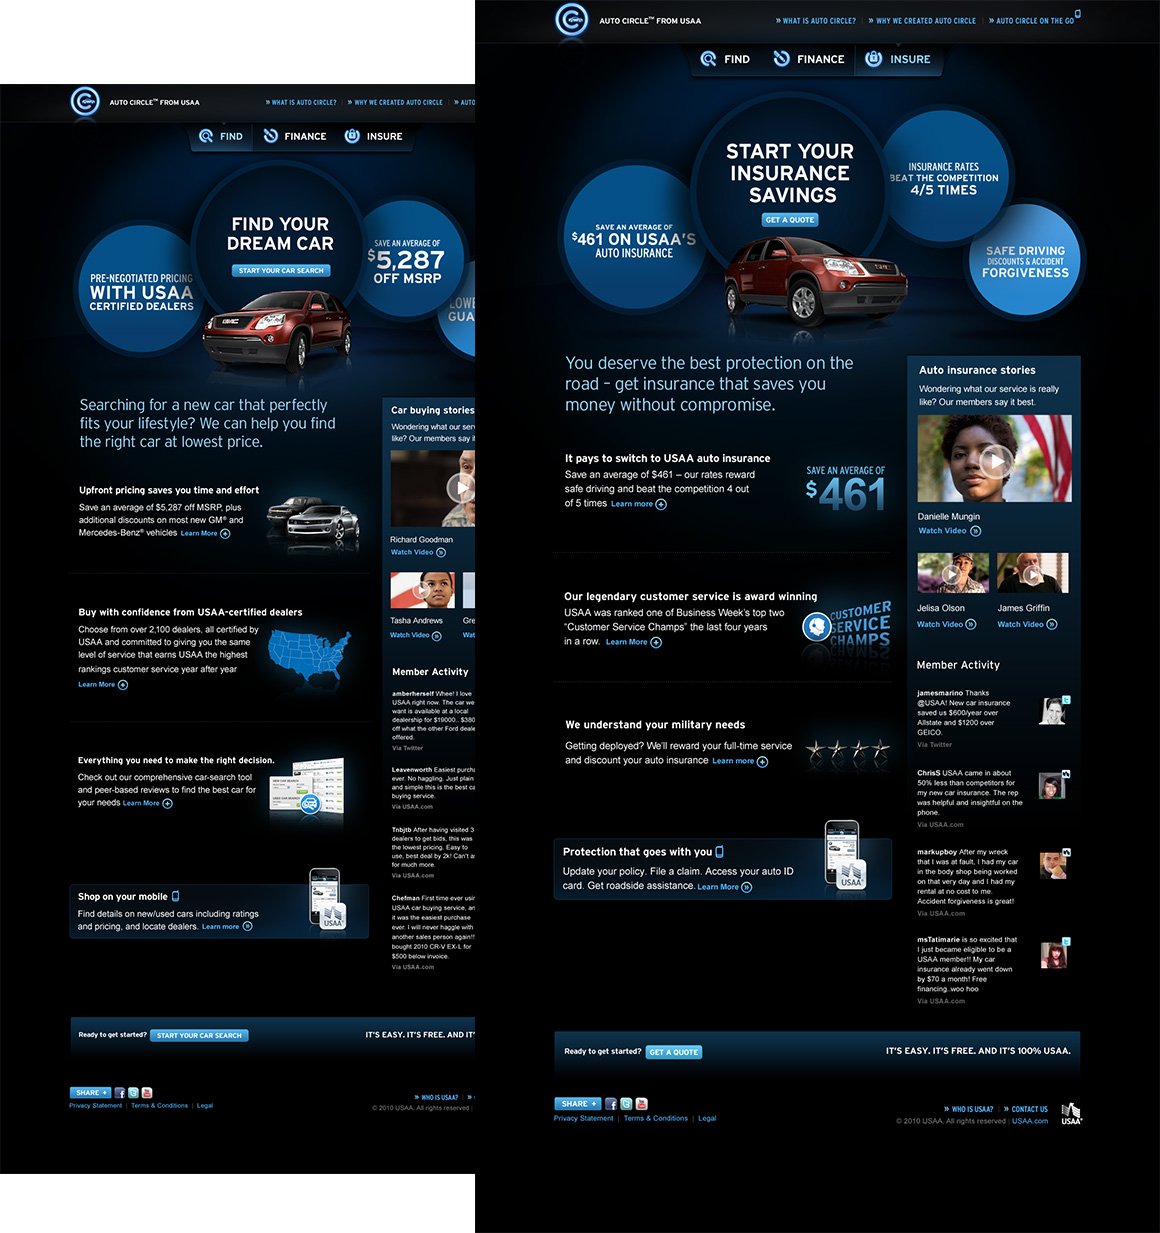 AUTO CIRCLE™ FROM USAA
» WHAT IS AUTO CIRCLE?
» WHY WE CREATED AUTO CIRCLE
» AUTO
FIND
FINANCE
INSURE
FIND YOUR
DREAM CAR
START YOUR CAR SEARCH
PRE-NEGOTIATED PRICING
WITH USAA
CERTIFIED DEALERS
SAVE AN AVERAGE OF
$5,287
OFF MSRP
LOWE
GUA
Searching for a new car that perfectly
fits your lifestyle? We can help you find
the right car at lowest price.
Upfront pricing saves you time and effort
Save an average of $5,287 off MSRP, plus
additional discounts on most new GM® and
Mercedes-Benz® vehicles Learn More
Buy with confidence from USAA-certified dealers
Choose from over 2,100 dealers, all certified by
USAA and committed to giving you the same
level of service that earns USAA the highest
rankings customer service year after year
Learn More
Everything you need to make the right decision.
Check out our comprehensive car-search tool
and peer-based reviews to find the best car for
your needs Learn More
Shop on your mobile
Find details on new/used cars including ratings
and pricing, and locate dealers. Learn more
USAA
Car buying stories
Wondering what our serv
like? Our members say it
Richard Goodman
Watch Video
Tasha Andrews
Watch Video
Gre
Wat
Member Activity
amberherself Whee! I love
USAA right now. The car we
want is available at a local
dealership for $19000.. $380
off what the other Ford deale
offered.
Via Twitter
Leavenworth Easiest purcha
ever. No haggling. Just plain
and simple this is the best ca
buying service.
Via USAA.com
Tnbjtb After having visited 3
dealers to get bids, this was
the lowest pricing. Easy to
use, best deal by 2k! Can't a
for much more.
Via USAA.com
Chefman First time ever usin
USAA car buying service, an
it was the easiest purchase
ever. I will never haggle with
another sales person again!!
bought 2010 CR-V EX-L for
$500 below invoice.
Via USAA.com
Ready to get started?
START YOUR CAR SEARCH
IT'S EASY. IT'S FREE. AND IT'
SHARE +
Privacy Statement | Terms & Conditions | Legal
» WHO IS USAA? | »
© 2010 USAA, All rights reserved |
AUTO CIRCLE™ FROM USAA
» WHAT IS AUTO CIRCLE?
» WHY WE CREATED AUTO CIRCLE
» AUTO CIRCLE ON THE GO
FIND
FINANCE
INSURE
START YOUR
INSURANCE
SAVINGS
GET A QUOTE
SAVE AN AVERAGE OF
$461 ON USAA'S
AUTO INSURANCE
INSURANCE RATES
BEAT THE COMPETITION
4/5 TIMES
SAFE DRIVING
DISCOUNTS & ACCIDENT
FORGIVENESS
You deserve the best protection on the
road – get insurance that saves you
money without compromise.
It pays to switch to USAA auto insurance
Save an average of $461 – our rates reward
safe driving and beat the competition 4 out
of 5 times Learn more
SAVE AN AVERAGE OF
$461
Our legendary customer service is award winning
USAA was ranked one of Business Week's top two
“Customer Service Champs” the last four years
in a row. Learn More
CUSTOMER
SERVICE
CHAMPS
We understand your military needs
Getting deployed? We'll reward your full-time service
and discount your auto insurance Learn more
Protection that goes with you
Update your policy. File a claim. Access your auto ID
card. Get roadside assistance. Learn More
USAA
Auto insurance stories
Wondering what our service is really
like? Our members say it best.
Danielle Mungin
Watch Video
Jelisa Olson
Watch Video
James Griffin
Watch Video
Member Activity
jamesmarino Thanks
@USAA! New car insurance
saved us $600/year over
Allstate and $1200 over
GEICO.
Via Twitter
ChrisS USAA came in about
50% less than competitors for
my new car insurance. The rep
was helpful and insightful on the
phone.
Via USAA.com
markupboy After my wreck
that I was at fault, I had my car
in the body shop being worked
on that very day and I had my
rental at no cost to me.
Accident forgiveness is great!
Via USAA.com
msTatimarie is so excited that
I just became eligible to be a
USAA member!! My car
insurance already went down
by $70 a month! Free
financing..woo hoo
Via USAA.com
Ready to get started?
GET A QUOTE
IT'S EASY. IT'S FREE. AND IT'S 100% USAA.
SHARE +
Privacy Statement | Terms & Conditions | Legal
» WHO IS USAA? | » CONTACT US
© 2010 USAA, All rights reserved | USAA.com
USAA®